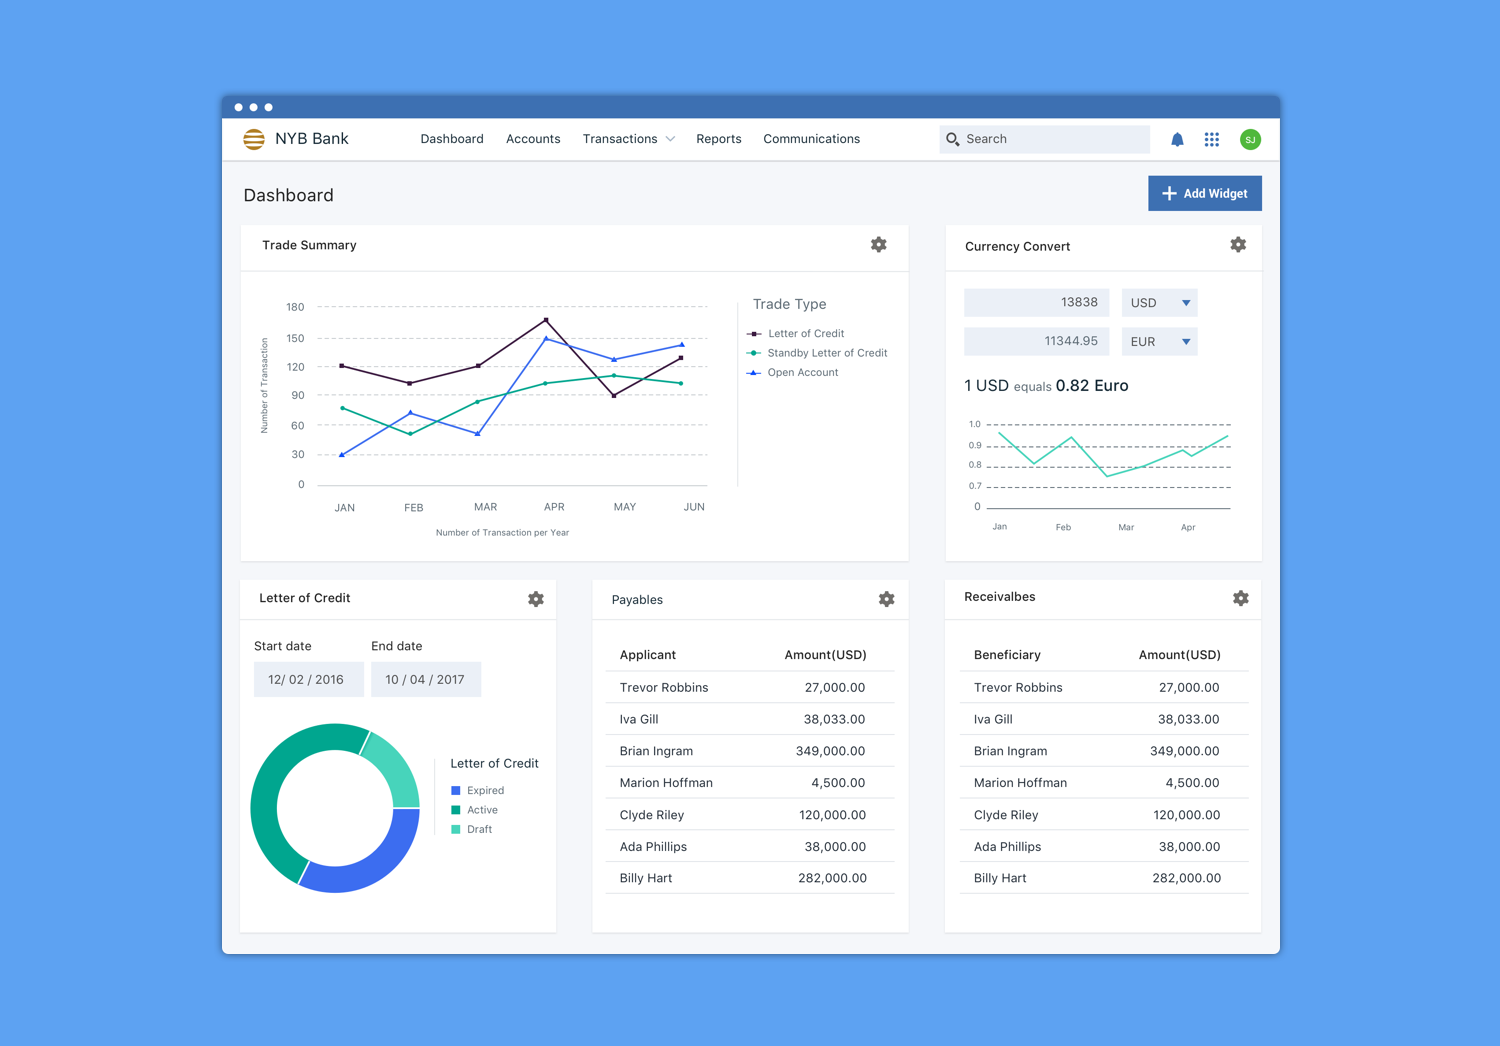 NYB Bank
Dashboard Accounts Transactions Reports Communications
Search
SJ
Dashboard
Add Widget
Trade Summary
180
150
120
90
60
30
0
Number of Transaction
JAN FEB MAR APR MAY JUN
Number of Transaction per Year
Trade Type
Letter of Credit
Standby Letter of Credit
Open Account
Currency Convert
13838 USD
11344.95 EUR
1 USD equals 0.82 Euro
1.0
0.9
0.8
0.7
0
Jan Feb Mar Apr
Letter of Credit
Start date End date
12/ 02 / 2016 10 / 04 / 2017
Letter of Credit
Expired
Active
Draft
Payables
Applicant Amount(USD)
Trevor Robbins 27,000.00
Iva Gill 38,033.00
Brian Ingram 349,000.00
Marion Hoffman 4,500.00
Clyde Riley 120,000.00
Ada Phillips 38,000.00
Billy Hart 282,000.00
Receivalbes
Beneficiary Amount(USD)
Trevor Robbins 27,000.00
Iva Gill 38,033.00
Brian Ingram 349,000.00
Marion Hoffman 4,500.00
Clyde Riley 120,000.00
Ada Phillips 38,000.00
Billy Hart 282,000.00